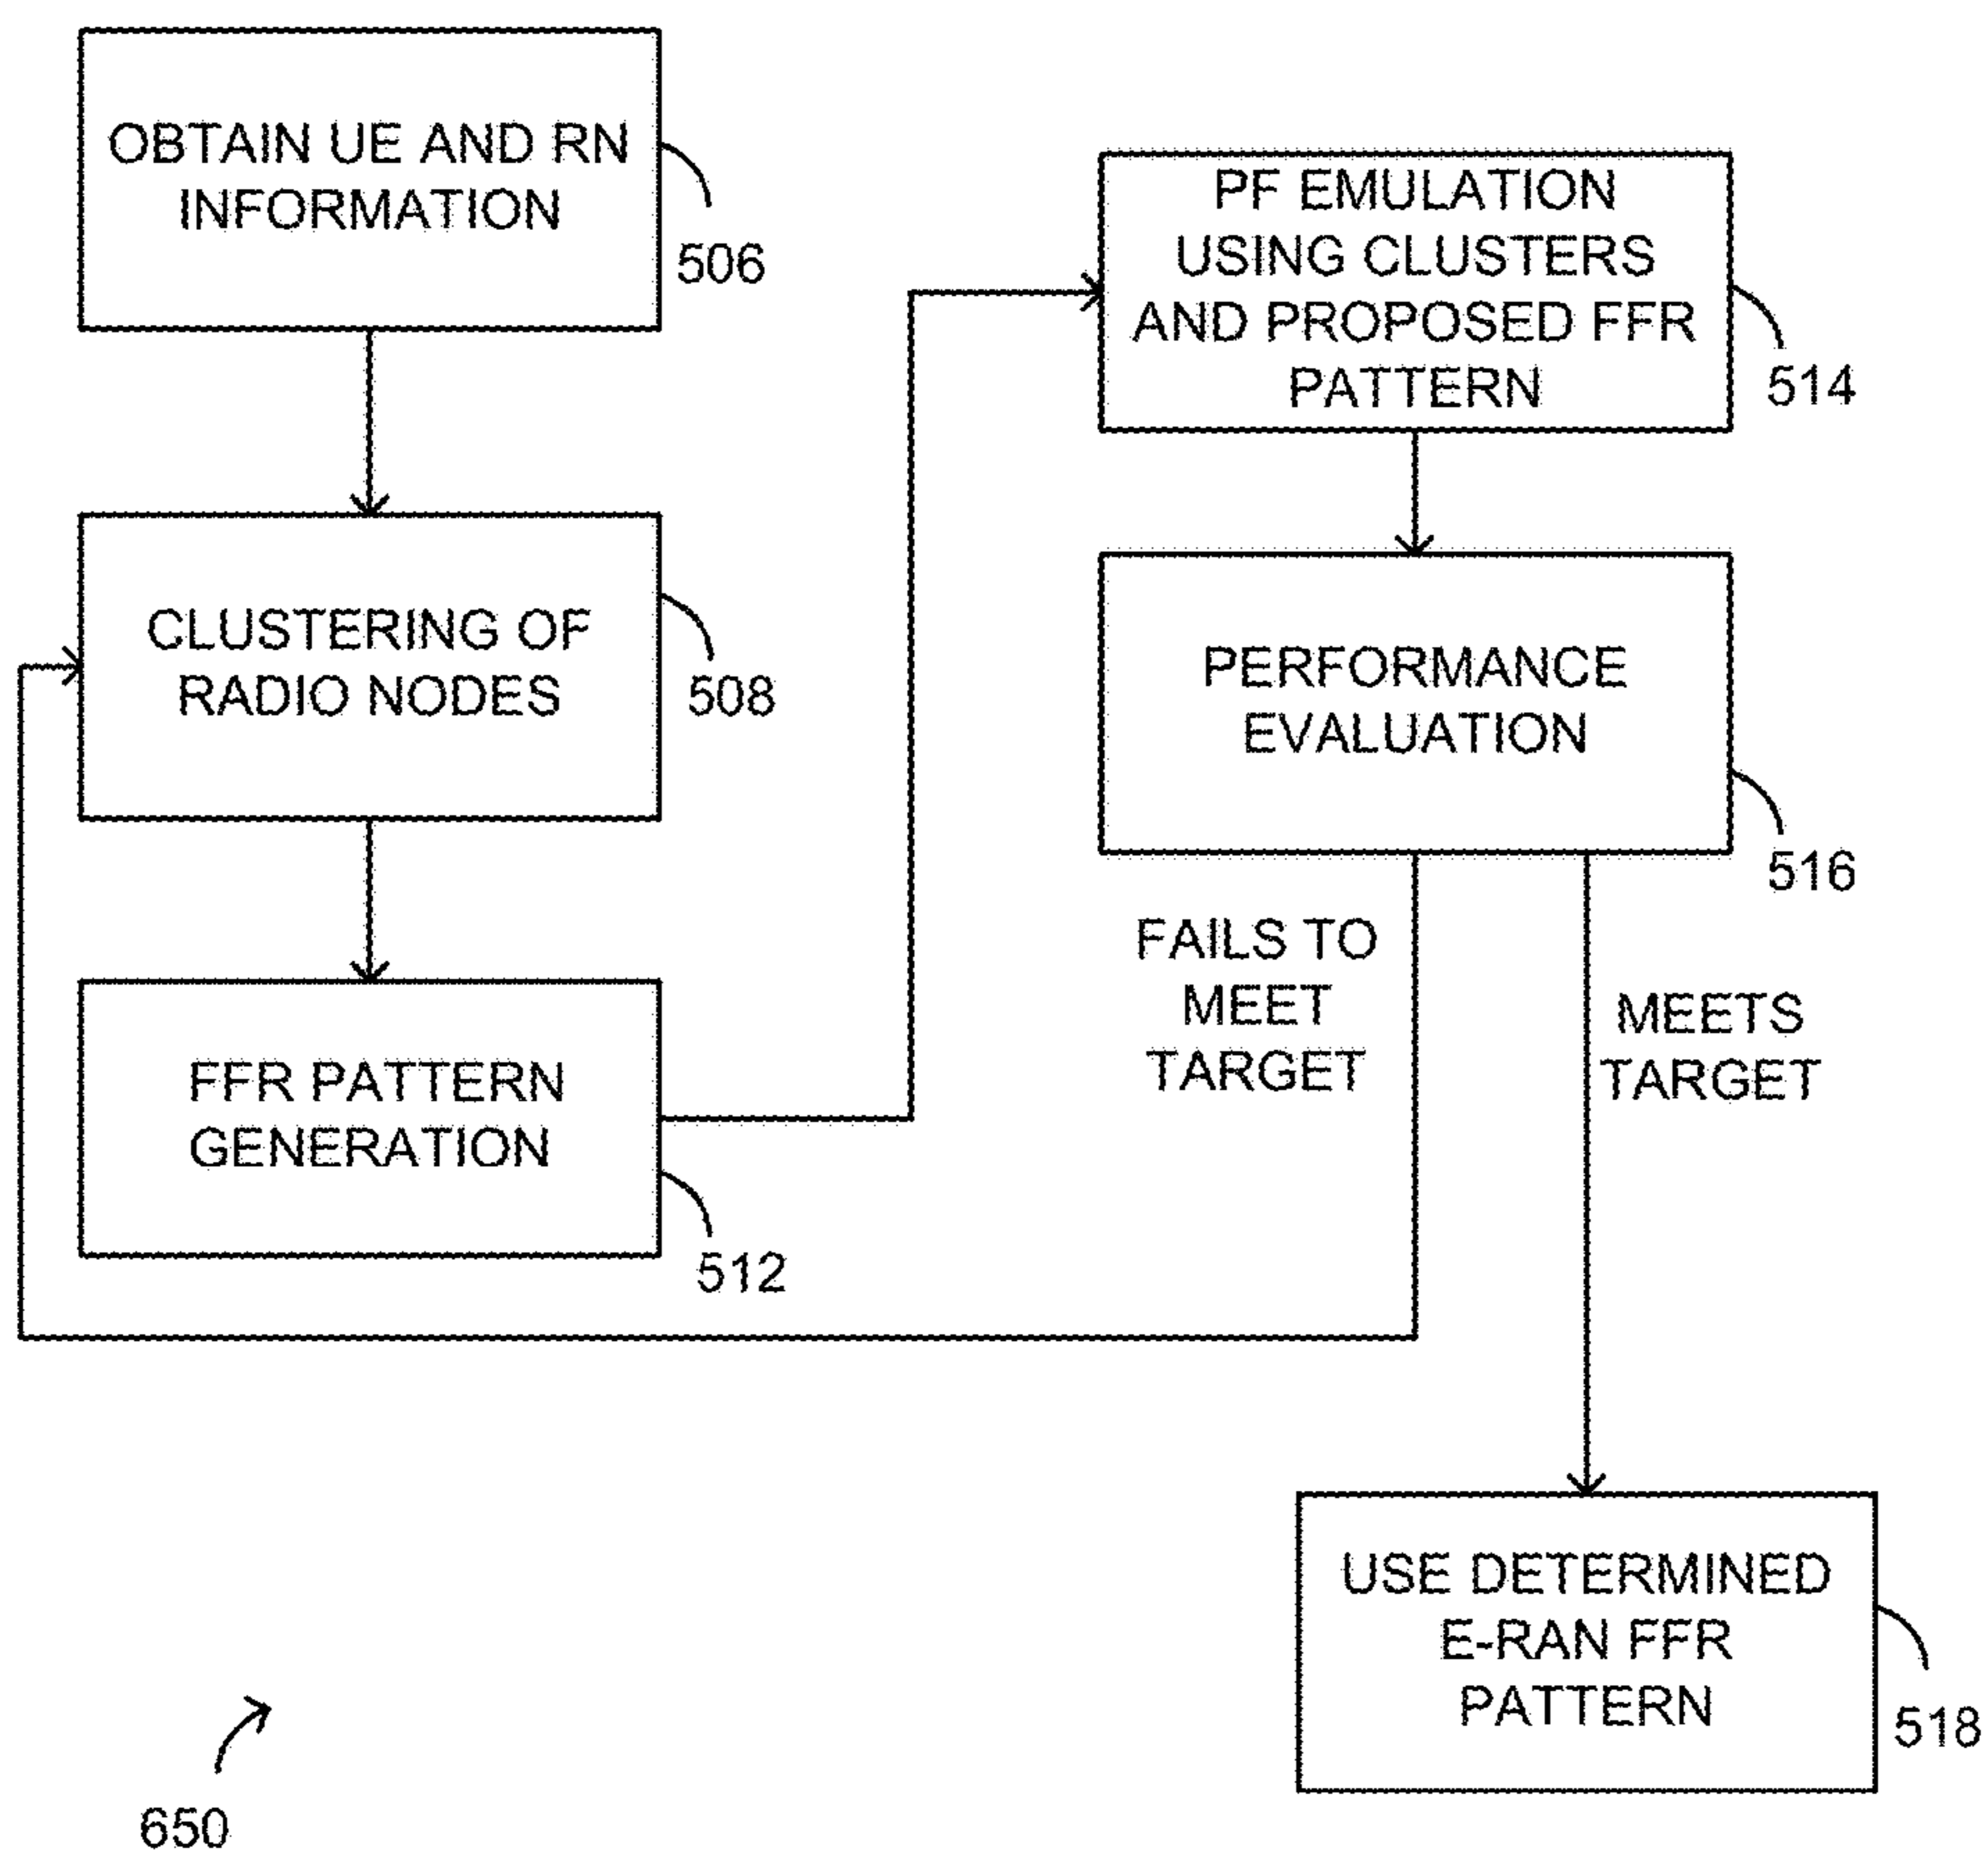 OBTAIN UE AND RN
INFORMATION
506
CLUSTERING OF
RADIO NODES
508
FFR PATTERN
GENERATION
512
PF EMULATION
USING CLUSTERS
AND PROPOSED FFR
PATTERN
514
PERFORMANCE
EVALUATION
516
FAILS TO
MEET
TARGET
MEETS
TARGET
USE DETERMINED
E-RAN FFR
PATTERN
518
650